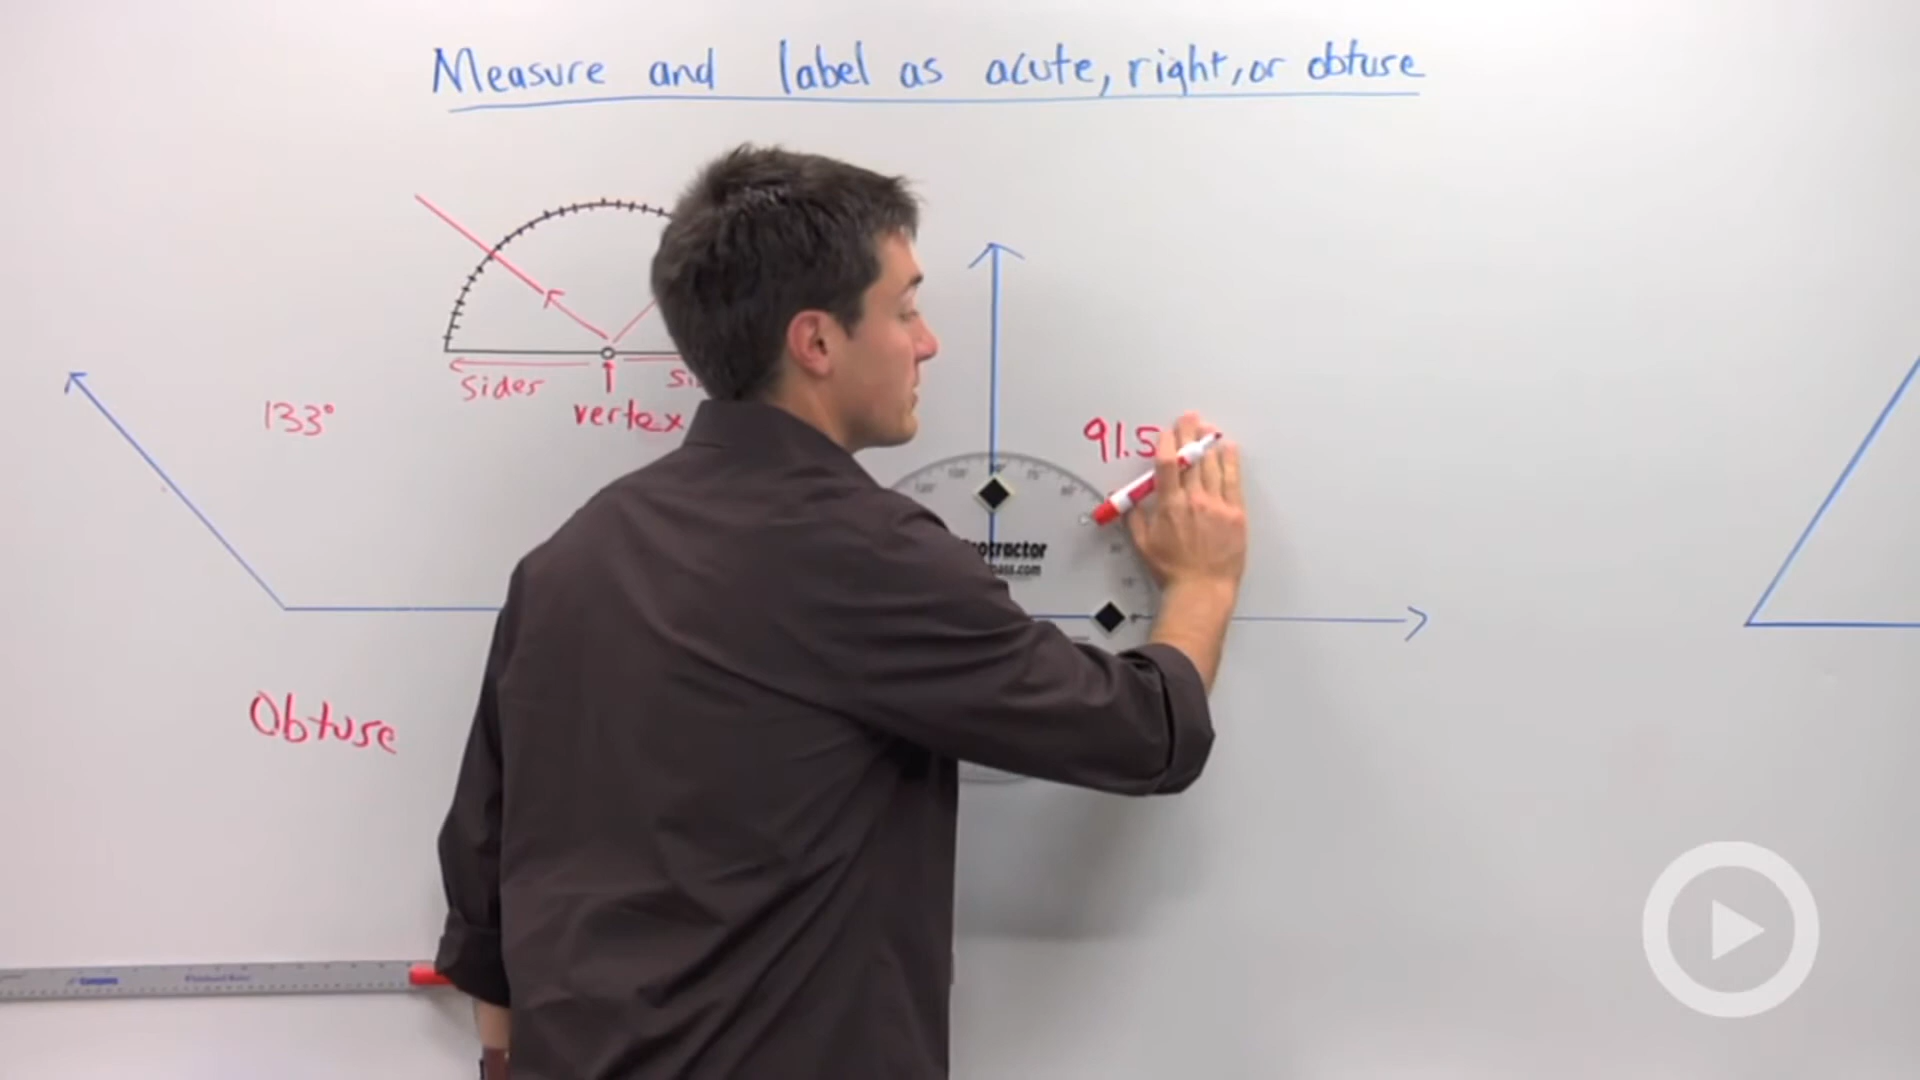 Measure and label as acute, right, or obtuse
sides
vertex
133°
91.5
Protractor
Obtuse